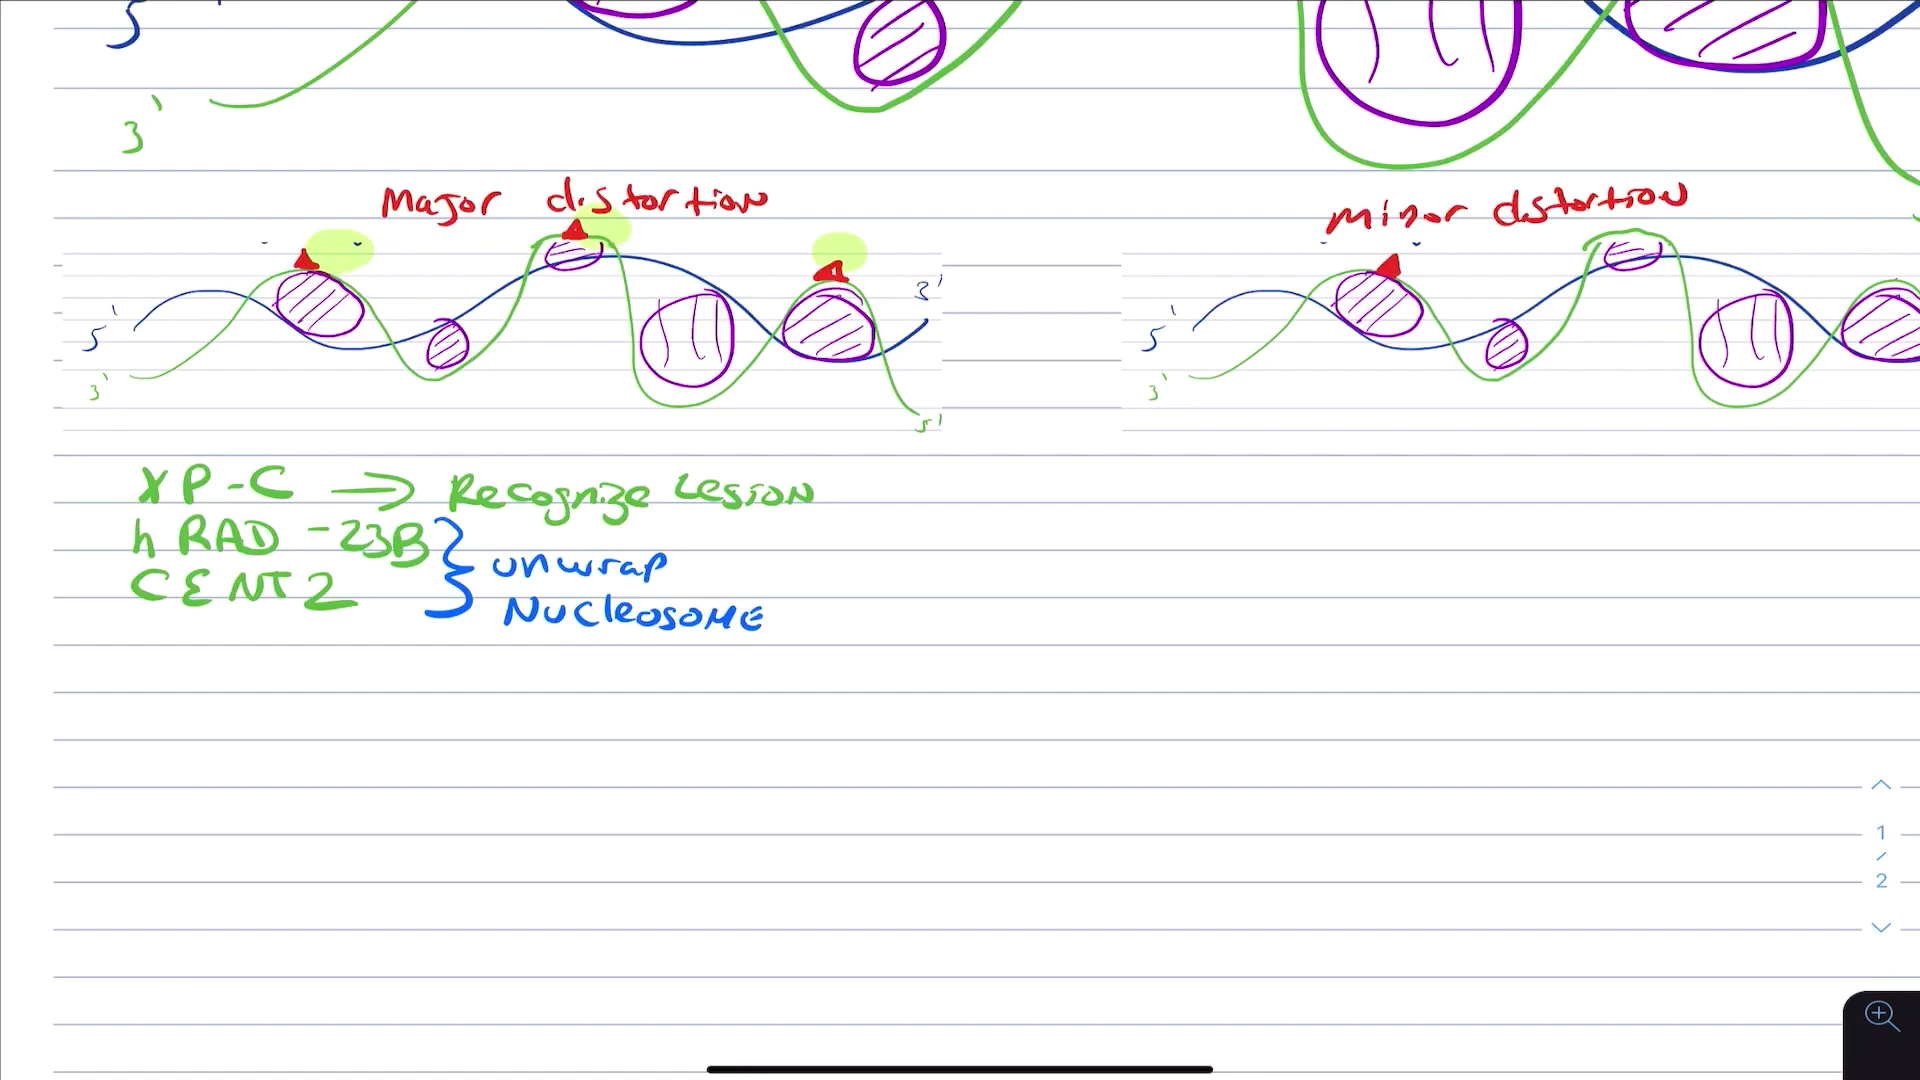 3'
Major distortion
minor distortion
5'
3'
3'
5'
5'
3'
XP-C → Recognize Lesion
hRAD-23B
CENT2
unwrap
Nucleosome
1
/
2